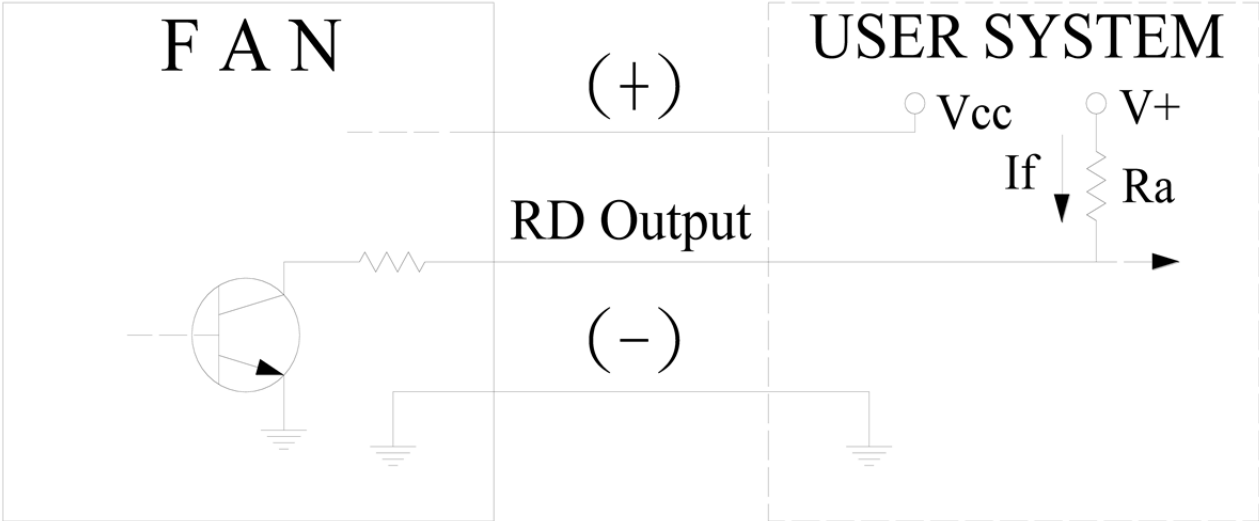 F A N
USER SYSTEM
(+)
Vcc
V+
If
Ra
RD Output
(-)